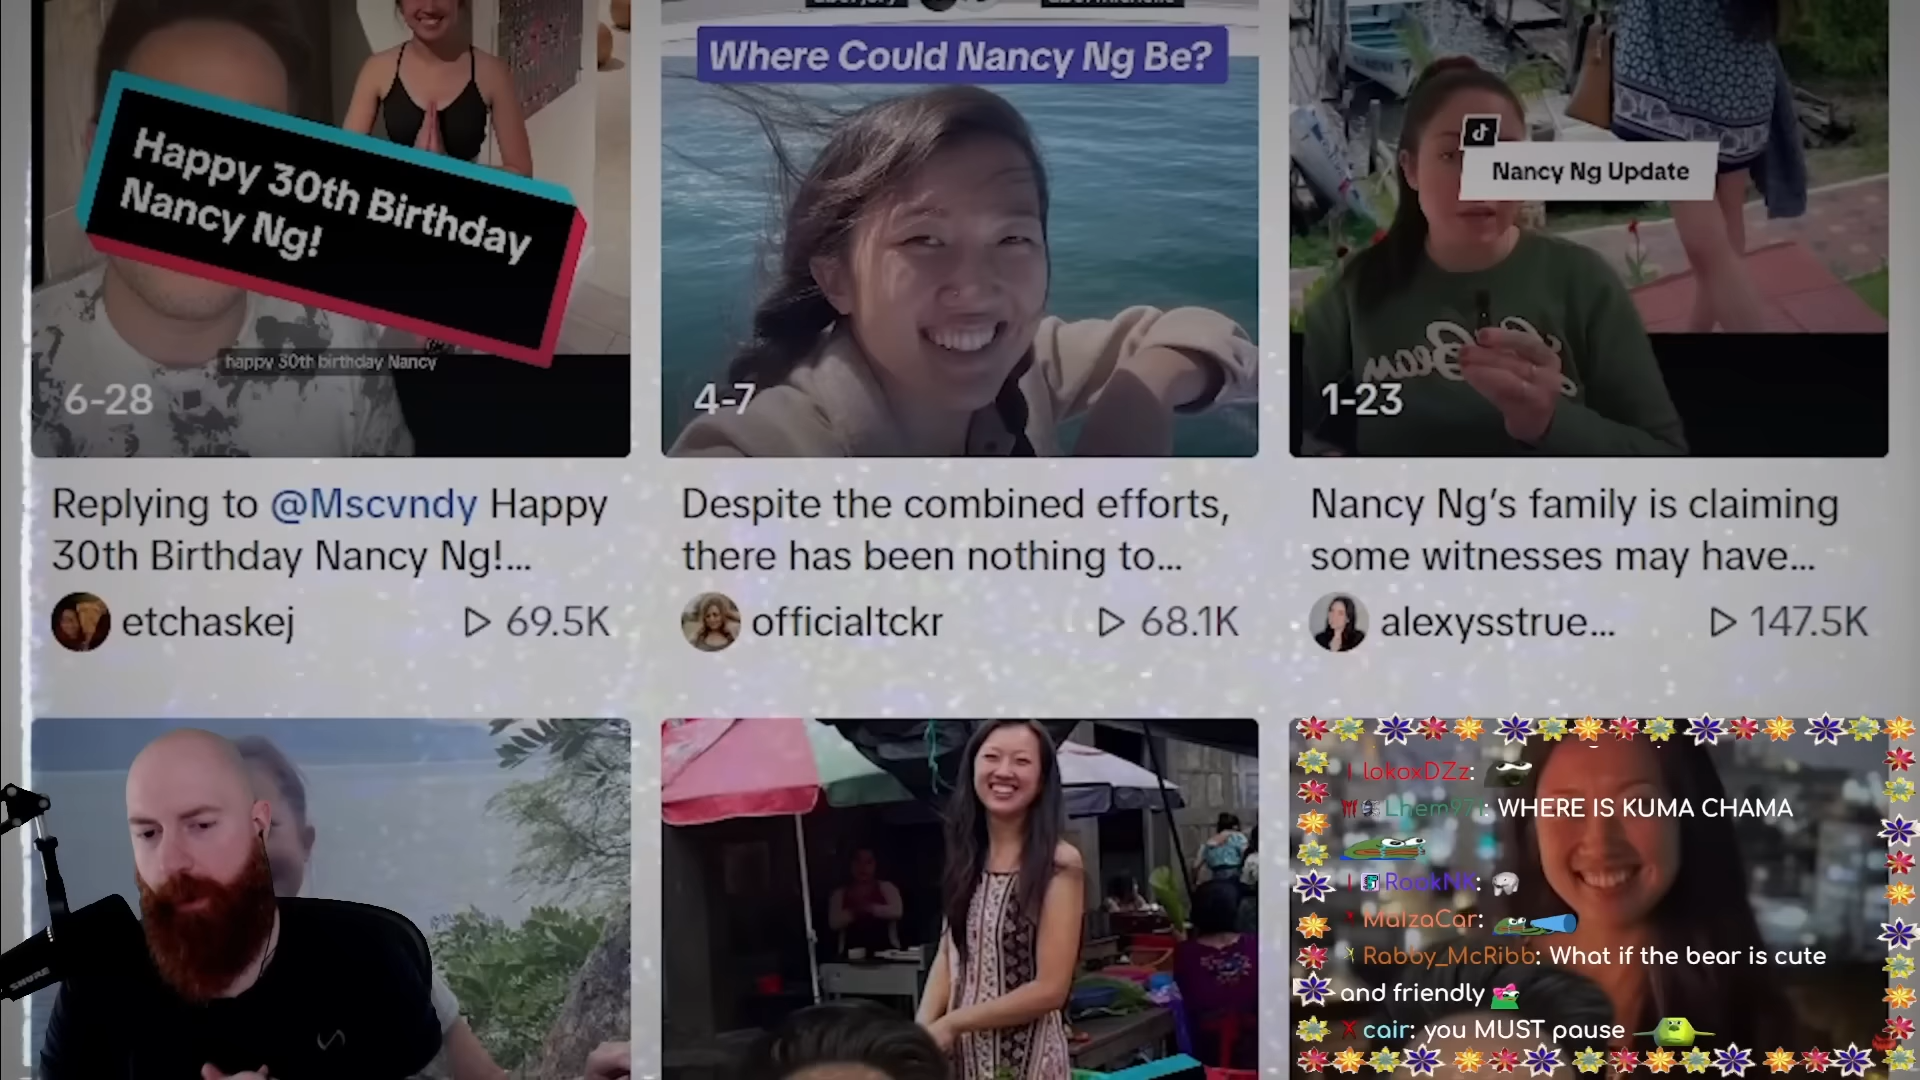 Where Could Nancy Ng Be?
Happy 30th Birthday
Nancy Ng!
happy 30th birthday Nancy
6-28
4-7
Nancy Ng Update
1-23
Replying to @Mscvndy Happy
30th Birthday Nancy Ng!...
etchaskej
69.5K
Despite the combined efforts,
there has been nothing to...
officialtckr
68.1K
Nancy Ng's family is claiming
some witnesses may have...
alexysstrue...
147.5K
SHURE
lokoxDZz:
Lhem971: WHERE IS KUMA CHAMA
RookNK:
MaIzaCar:
Rabby_McRibb: What if the bear is cute
and friendly
cair: you MUST pause